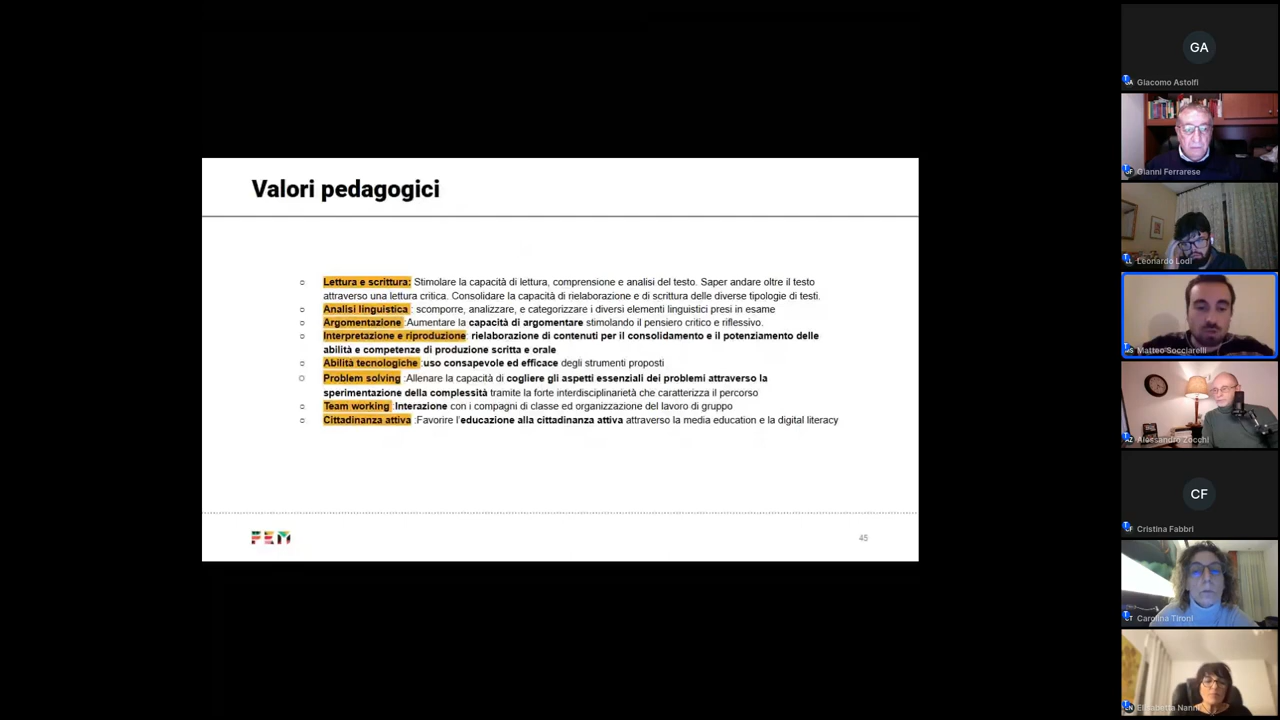 Valori pedagogici
Lettura e scrittura: Stimolare la capacità di lettura, comprensione e analisi del testo. Saper andare oltre il testo
attraverso una lettura critica. Consolidare la capacità di rielaborazione e di scrittura delle diverse tipologie di testi.
Analisi linguistica : scomporre, analizzare, e categorizzare i diversi elementi linguistici presi in esame
Argomentazione :Aumentare la capacità di argomentare stimolando il pensiero critico e riflessivo.
Interpretazione e riproduzione: rielaborazione di contenuti per il consolidamento e il potenziamento delle
abilità e competenze di produzione scritta e orale
Abilità tecnologiche :uso consapevole ed efficace degli strumenti proposti
Problem solving :Allenare la capacità di cogliere gli aspetti essenziali dei problemi attraverso la
sperimentazione della complessità tramite la forte interdisciplinarietà che caratterizza il percorso
Team working :Interazione con i compagni di classe ed organizzazione del lavoro di gruppo
Cittadinanza attiva :Favorire l'educazione alla cittadinanza attiva attraverso la media education e la digital literacy
FEM
45
GA
Giacomo Astolfi
Gianni Ferrarese
Leonardo Lodi
Matteo Socciarelli
Alessandro Zocchi
CF
Cristina Fabbri
Carolina Tironi
Elisabetta Nanni